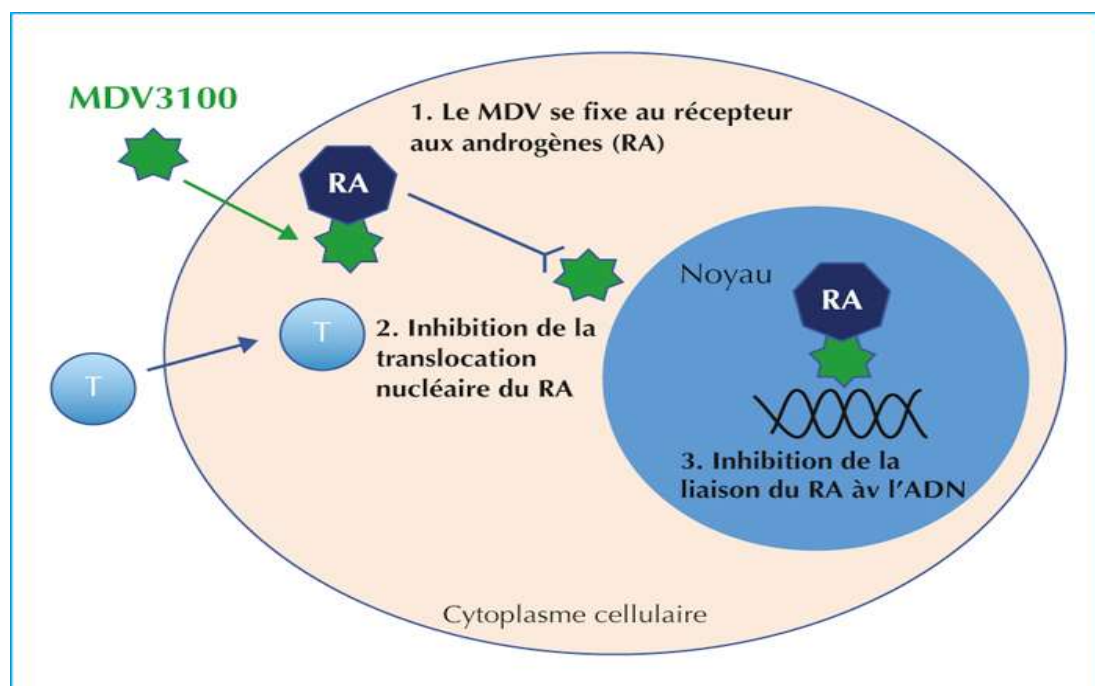 MDV3100
1. Le MDV se fixe au récepteur
aux androgènes (RA)
RA
T
T
2. Inhibition de la
translocation
nucléaire du RA
Noyau
RA
3. Inhibition de la
liaison du RA àv l'ADN
Cytoplasme cellulaire